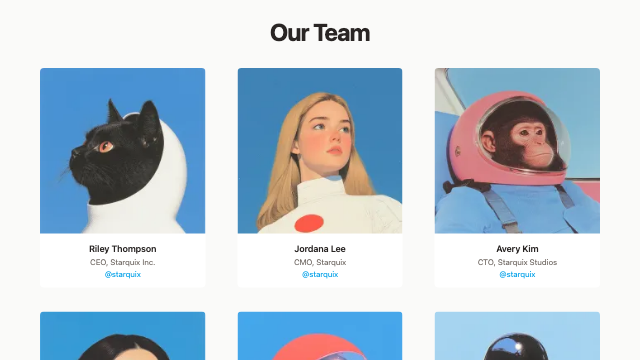 Our Team
Riley Thompson
CEO, Starquix Inc.
@starquix
Jordana Lee
CMO, Starquix
@starquix
Avery Kim
CTO, Starquix Studios
@starquix